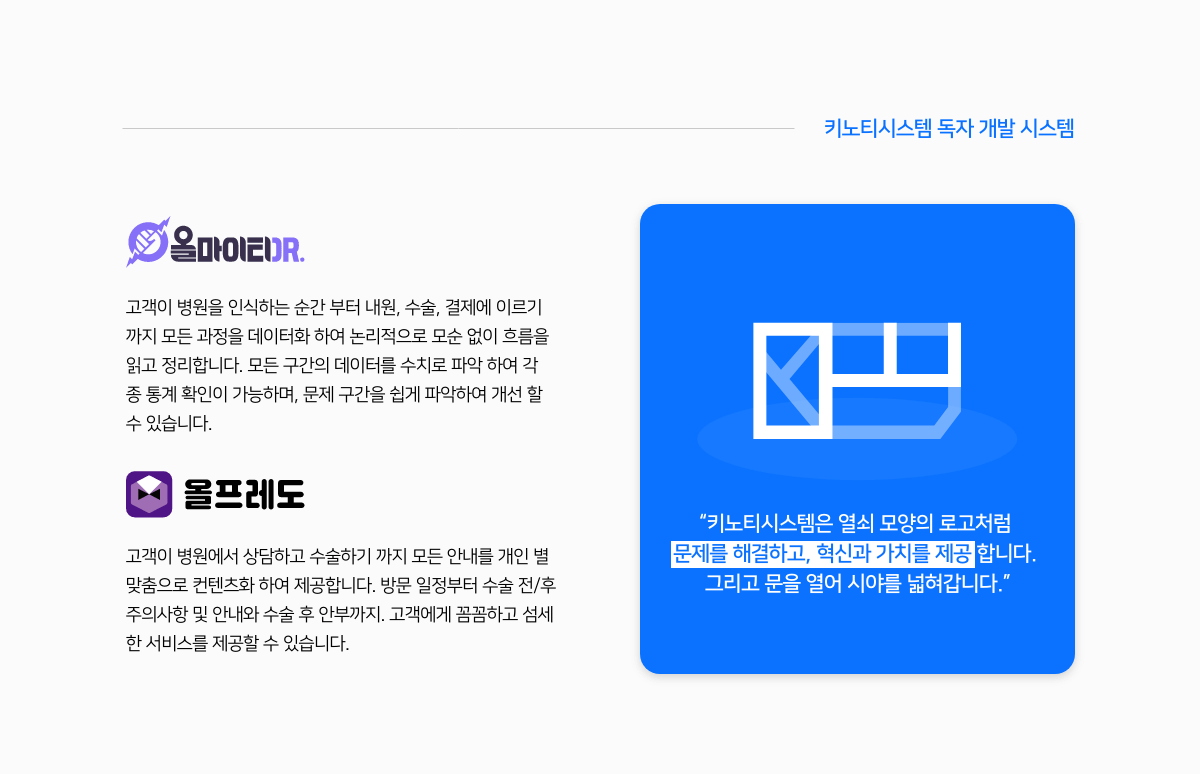 키노티시스템 독자 개발 시스템
올마이티DR.
고객이 병원을 인식하는 순간 부터 내원, 수술, 결제에 이르기
까지 모든 과정을 데이터화 하여 논리적으로 모순 없이 흐름을
읽고 정리합니다. 모든 구간의 데이터를 수치로 파악 하여 각
종 통계 확인이 가능하며, 문제 구간을 쉽게 파악하여 개선 할
수 있습니다.
올프레도
고객이 병원에서 상담하고 수술하기 까지 모든 안내를 개인 별
맞춤으로 컨텐츠화 하여 제공합니다. 방문 일정부터 수술 전/후
주의사항 및 안내와 수술 후 안부까지. 고객에게 꼼꼼하고 섬세
한 서비스를 제공할 수 있습니다.
“키노티시스템은 열쇠 모양의 로고처럼
문제를 해결하고, 혁신과 가치를 제공 합니다.
그리고 문을 열어 시야를 넓혀갑니다.”